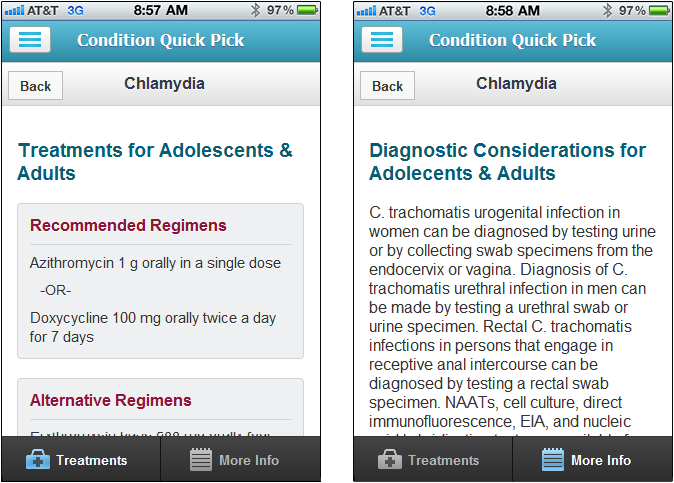 AT&T 3G 8:57 AM 97%
Condition Quick Pick
Back Chlamydia
Treatments for Adolescents &
Adults
Recommended Regimens
Azithromycin 1 g orally in a single dose
-OR-
Doxycycline 100 mg orally twice a day
for 7 days
Alternative Regimens
Treatments More Info
AT&T 3G 8:58 AM 97%
Condition Quick Pick
Back Chlamydia
Diagnostic Considerations for
Adolecents & Adults
C. trachomatis urogenital infection in
women can be diagnosed by testing urine
or by collecting swab specimens from the
endocervix or vagina. Diagnosis of C.
trachomatis urethral infection in men can
be made by testing a urethral swab or
urine specimen. Rectal C. trachomatis
infections in persons that engage in
receptive anal intercourse can be
diagnosed by testing a rectal swab
specimen. NAATs, cell culture, direct
immunofluorescence, EIA, and nucleic
Treatments More Info